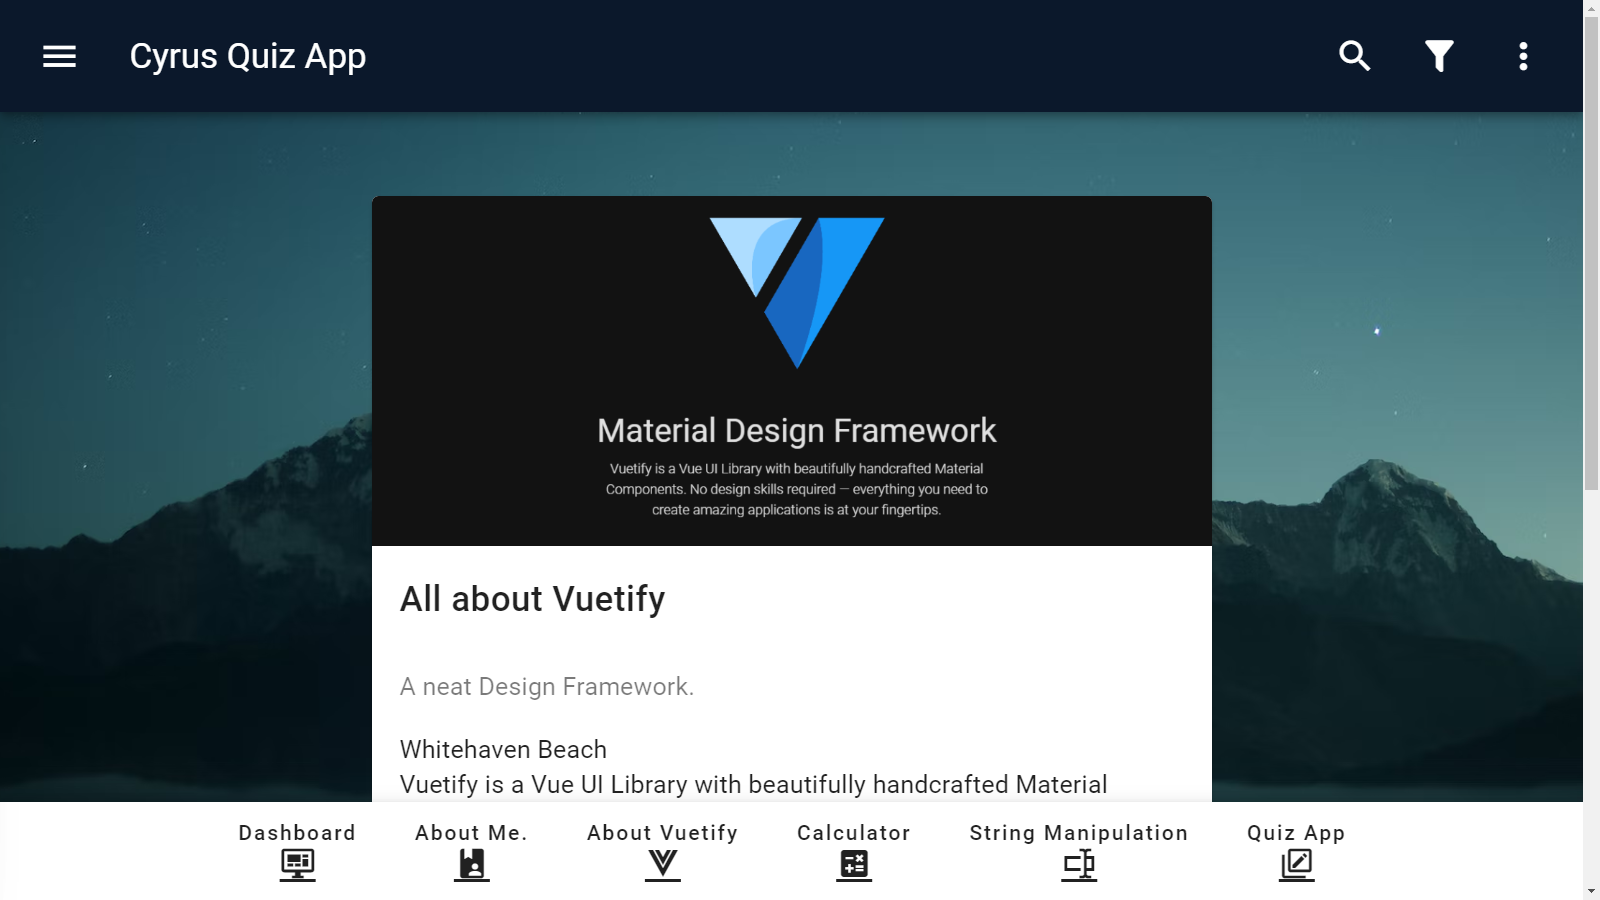 Cyrus Quiz App
Material Design Framework
Vuetify is a Vue UI Library with beautifully handcrafted Material
Components. No design skills required — everything you need to
create amazing applications is at your fingertips.
All about Vuetify
A neat Design Framework.
Whitehaven Beach
Vuetify is a Vue UI Library with beautifully handcrafted Material
Dashboard
About Me.
About Vuetify
Calculator
String Manipulation
Quiz App